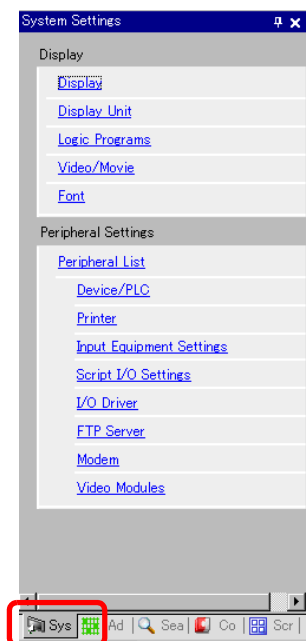 System Settings
Display
Display
Display Unit
Logic Programs
Video/Movie
Font
Peripheral Settings
Peripheral List
Device/PLC
Printer
Input Equipment Settings
Script I/O Settings
I/O Driver
FTP Server
Modem
Video Modules
Sys Ad Sea Co Scr